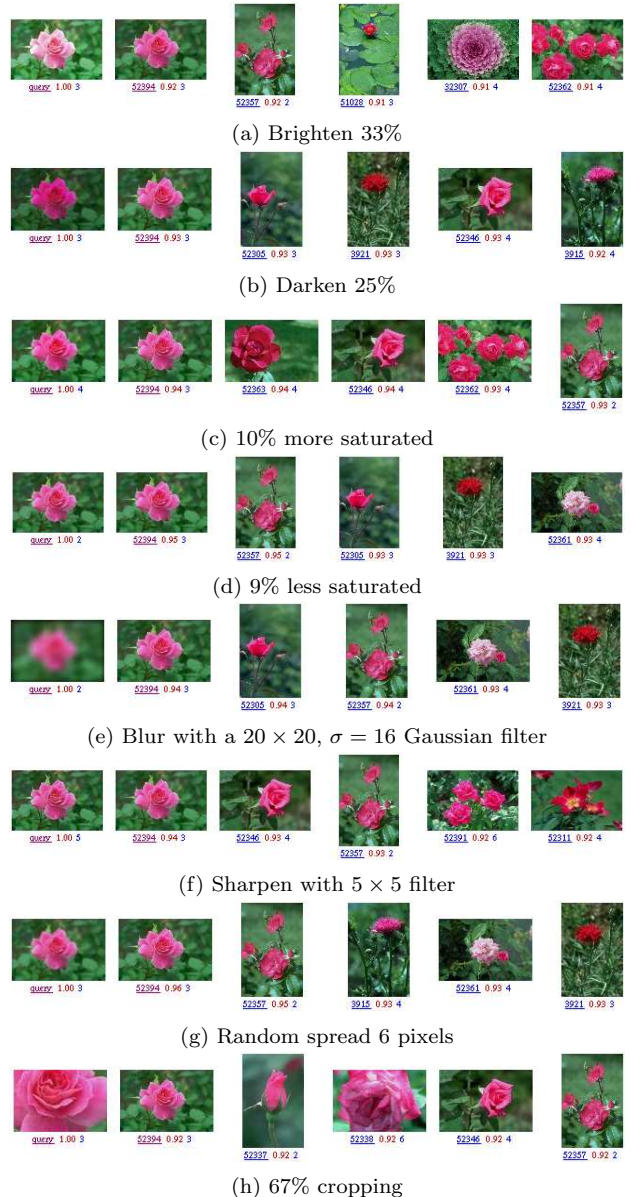 query 1.00 3 52394 0.92 3 52357 0.92 2 51028 0.91 3 32307 0.91 4 52362 0.91 4
(a) Brighten 33%
query 1.00 3 52394 0.93 3 52305 0.93 3 3921 0.93 3 52346 0.93 4 3915 0.92 4
(b) Darken 25%
query 1.00 4 52394 0.94 3 52363 0.94 4 52346 0.94 4 52362 0.93 4 52357 0.93 2
(c) 10% more saturated
query 1.00 2 52394 0.95 3 52357 0.95 2 52305 0.93 3 3921 0.93 3 52361 0.93 4
(d) 9% less saturated
query 1.00 2 52394 0.94 3 52305 0.94 3 52357 0.94 2 52361 0.93 4 3921 0.93 3
(e) Blur with a 20 × 20, σ = 16 Gaussian filter
query 1.00 5 52394 0.94 3 52346 0.93 4 52357 0.93 2 52391 0.92 6 52311 0.92 4
(f) Sharpen with 5 × 5 filter
query 1.00 3 52394 0.96 3 52357 0.95 2 3915 0.93 4 52361 0.93 4 3921 0.93 3
(g) Random spread 6 pixels
query 1.00 3 52394 0.92 3 52337 0.92 2 52338 0.92 6 52346 0.92 4 52357 0.92 2
(h) 67% cropping